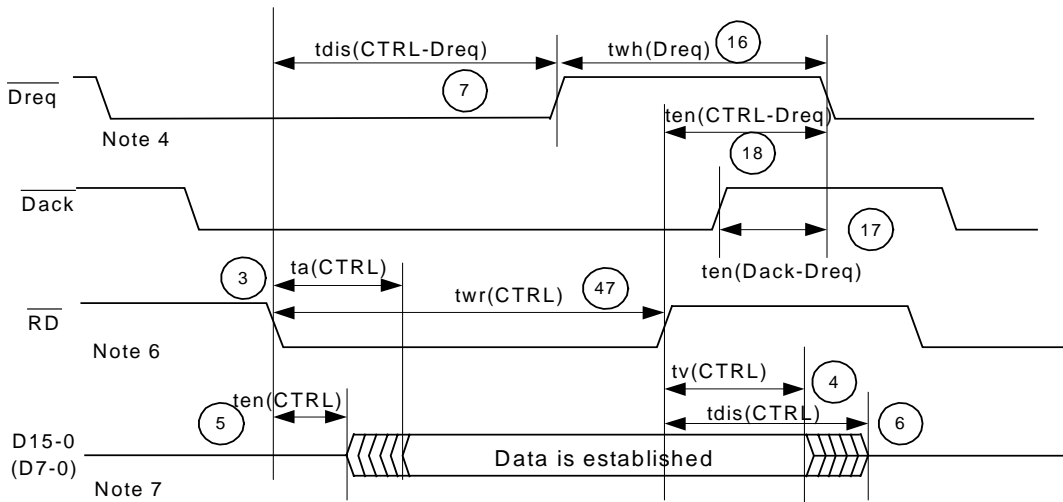 tdis(CTRL-Dreq)
twh(Dreq)
16
Dreq
7
Note 4
ten(CTRL-Dreq)
18
Dack
17
ten(Dack-Dreq)
3
ta(CTRL)
twr(CTRL)
47
RD
Note 6
tv(CTRL)
4
5
ten(CTRL)
tdis(CTRL)
6
D15-0
(D7-0)
Data is established
Note 7